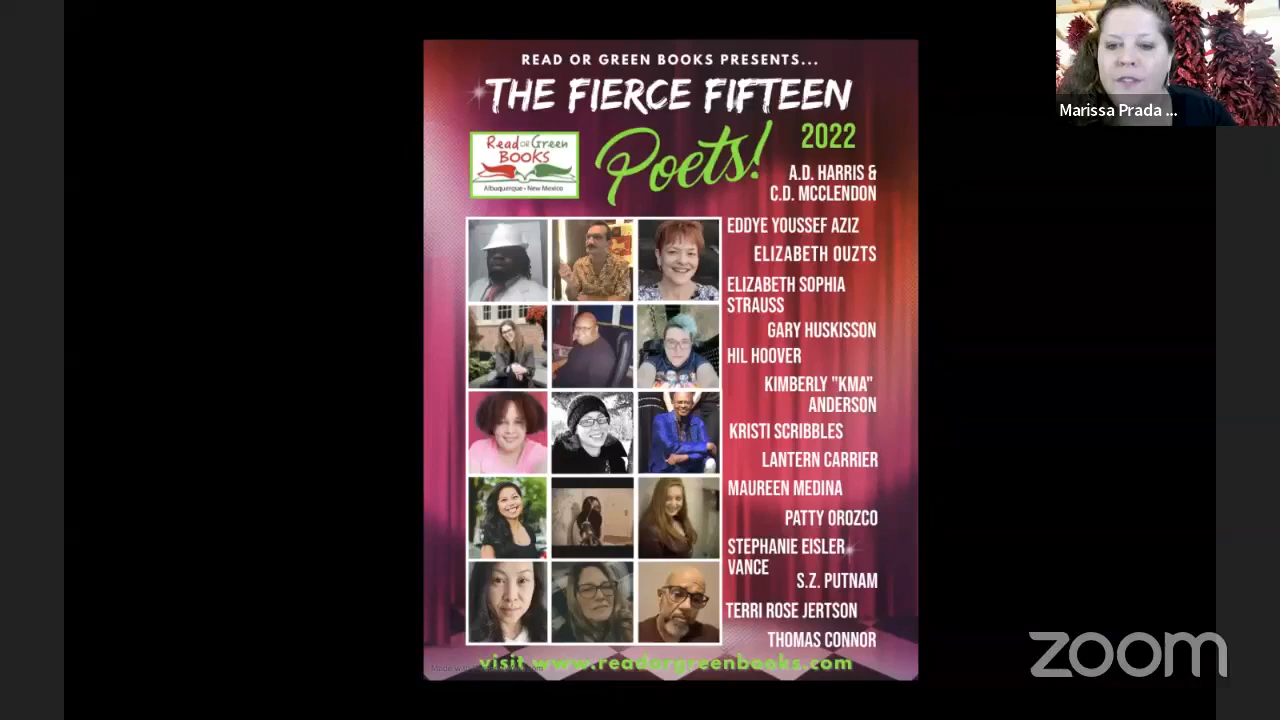 READ OR GREEN BOOKS PRESENTS...
THE FIERCE FIFTEEN
Poets!
2022
Read OR Green
BOOKS
Albuquerque • New Mexico
A.D. HARRIS &
C.D. MCCLENDON
EDDYE YOUSSEF AZIZ
ELIZABETH OUZTS
ELIZABETH SOPHIA
STRAUSS
GARY HUSKISSON
HIL HOOVER
KIMBERLY "KMA"
ANDERSON
KRISTI SCRIBBLES
LANTERN CARRIER
MAUREEN MEDINA
PATTY OROZCO
STEPHANIE EISLER
VANCE
S.Z. PUTNAM
TERRI ROSE JERTSON
THOMAS CONNOR
visit www.readorgreenbooks.com
Made with
Marissa Prada ...
zoom